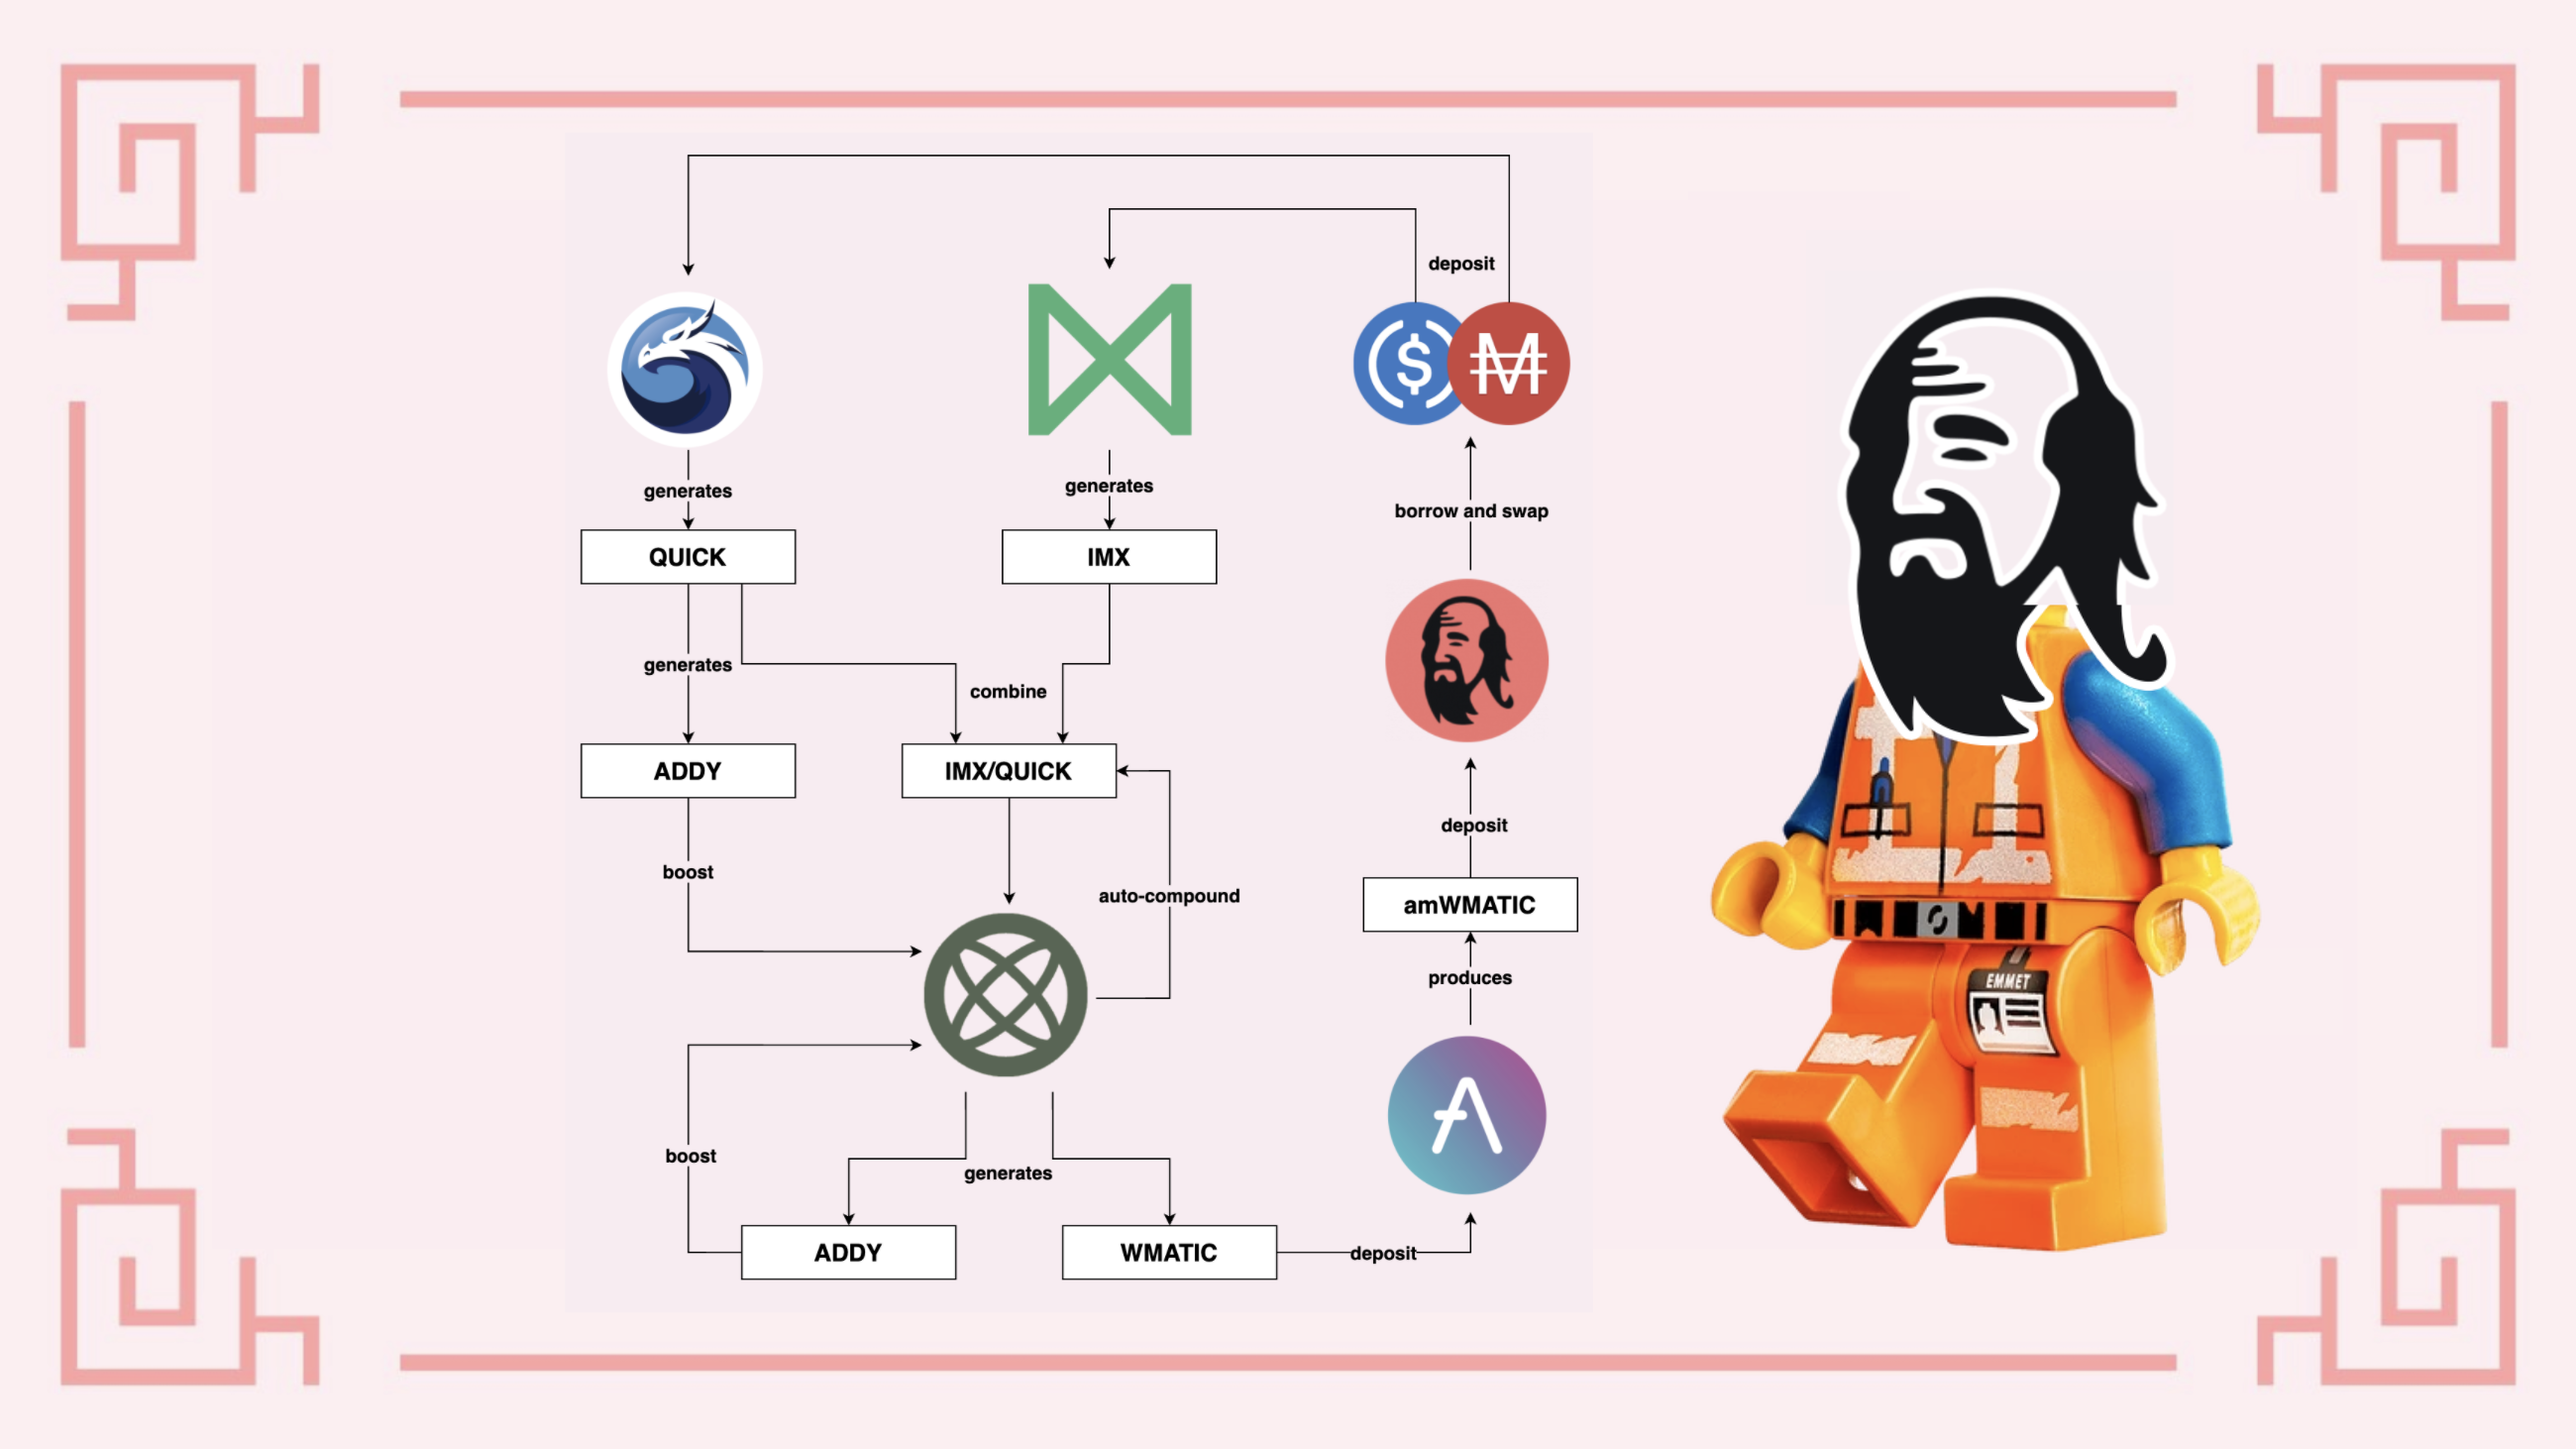 deposit
generates
generates
borrow and swap
QUICK
IMX
generates
combine
ADDY
IMX/QUICK
deposit
boost
auto-compound
amWMATIC
produces
EMMET
boost
generates
ADDY
WMATIC
deposit